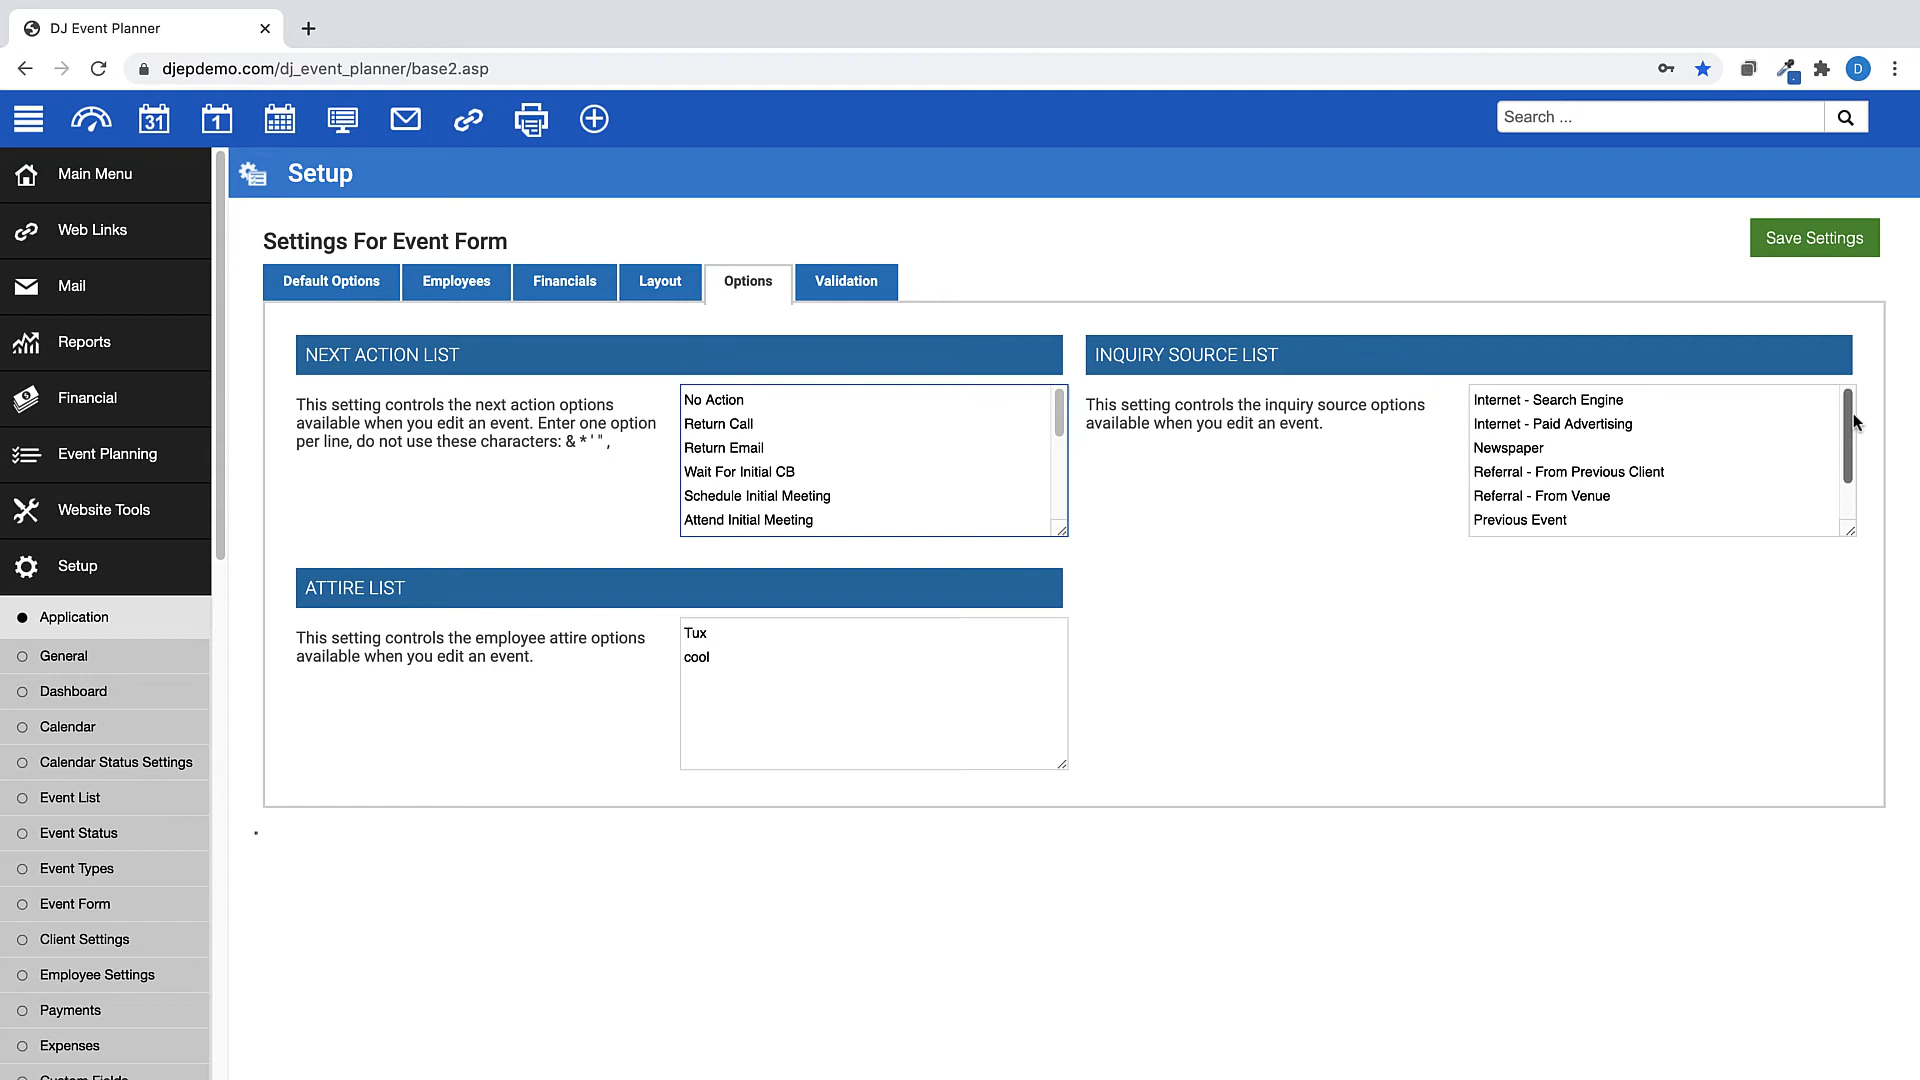 DJ Event Planner
djepdemo.com/dj_event_planner/base2.asp
D
31
1
Search ...
Main Menu
Web Links
Mail
Reports
Financial
Event Planning
Website Tools
Setup
Application
General
Dashboard
Calendar
Calendar Status Settings
Event List
Event Status
Event Types
Event Form
Client Settings
Employee Settings
Payments
Expenses
Custom Fields
Setup
Settings For Event Form
Save Settings
Default Options
Employees
Financials
Layout
Options
Validation
NEXT ACTION LIST
This setting controls the next action options
available when you edit an event. Enter one option
per line, do not use these characters: & * ' " ,
No Action
Return Call
Return Email
Wait For Initial CB
Schedule Initial Meeting
Attend Initial Meeting
INQUIRY SOURCE LIST
This setting controls the inquiry source options
available when you edit an event.
Internet - Search Engine
Internet - Paid Advertising
Newspaper
Referral - From Previous Client
Referral - From Venue
Previous Event
ATTIRE LIST
This setting controls the employee attire options
available when you edit an event.
Tux
cool